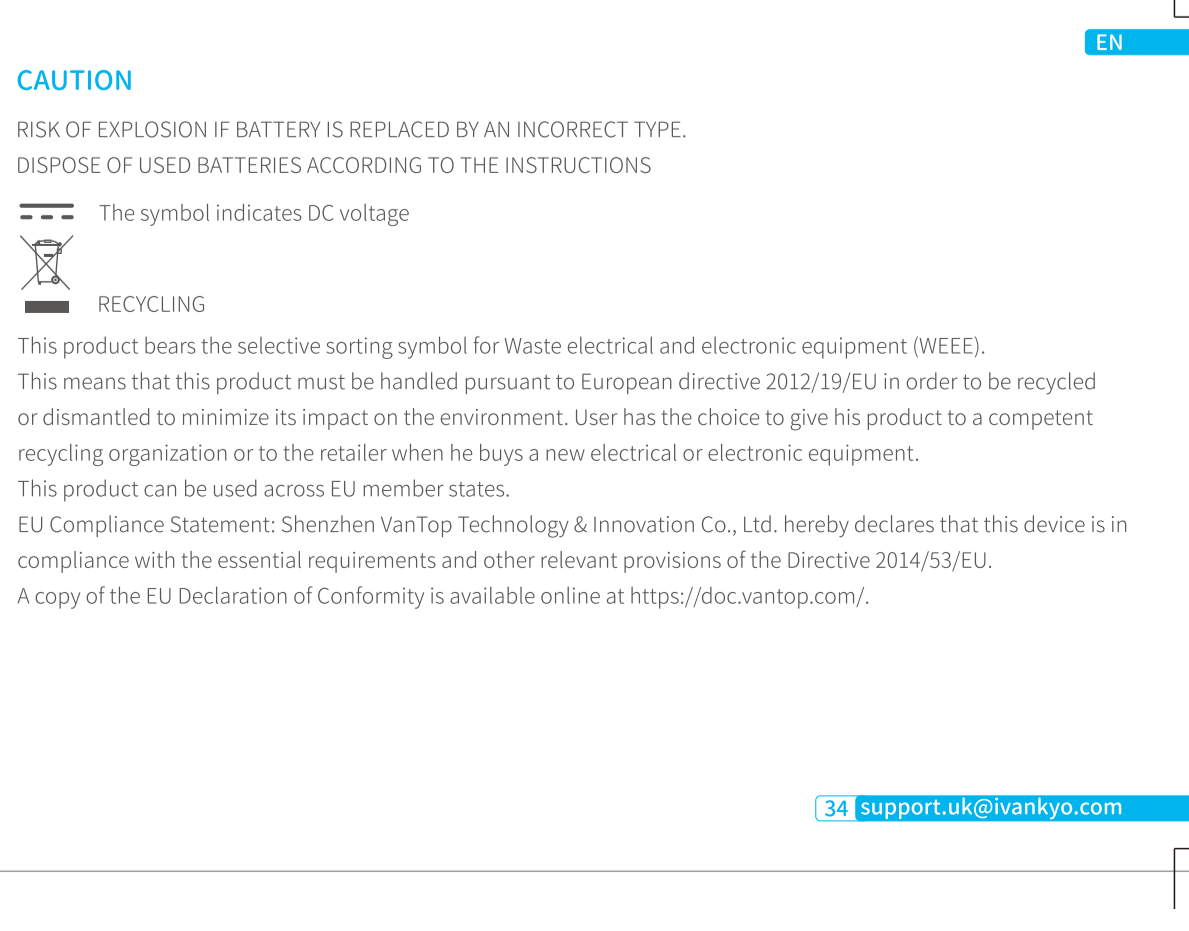 EN
CAUTION
RISK OF EXPLOSION IF BATTERY IS REPLACED BY AN INCORRECT TYPE.
DISPOSE OF USED BATTERIES ACCORDING TO THE INSTRUCTIONS
The symbol indicates DC voltage
RECYCLING
This product bears the selective sorting symbol for Waste electrical and electronic equipment (WEEE).
This means that this product must be handled pursuant to European directive 2012/19/EU in order to be recycled
or dismantled to minimize its impact on the environment. User has the choice to give his product to a competent
recycling organization or to the retailer when he buys a new electrical or electronic equipment.
This product can be used across EU member states.
EU Compliance Statement: Shenzhen VanTop Technology & Innovation Co., Ltd. hereby declares that this device is in
compliance with the essential requirements and other relevant provisions of the Directive 2014/53/EU.
A copy of the EU Declaration of Conformity is available online at https://doc.vantop.com/.
34 support.uk@ivankyo.com